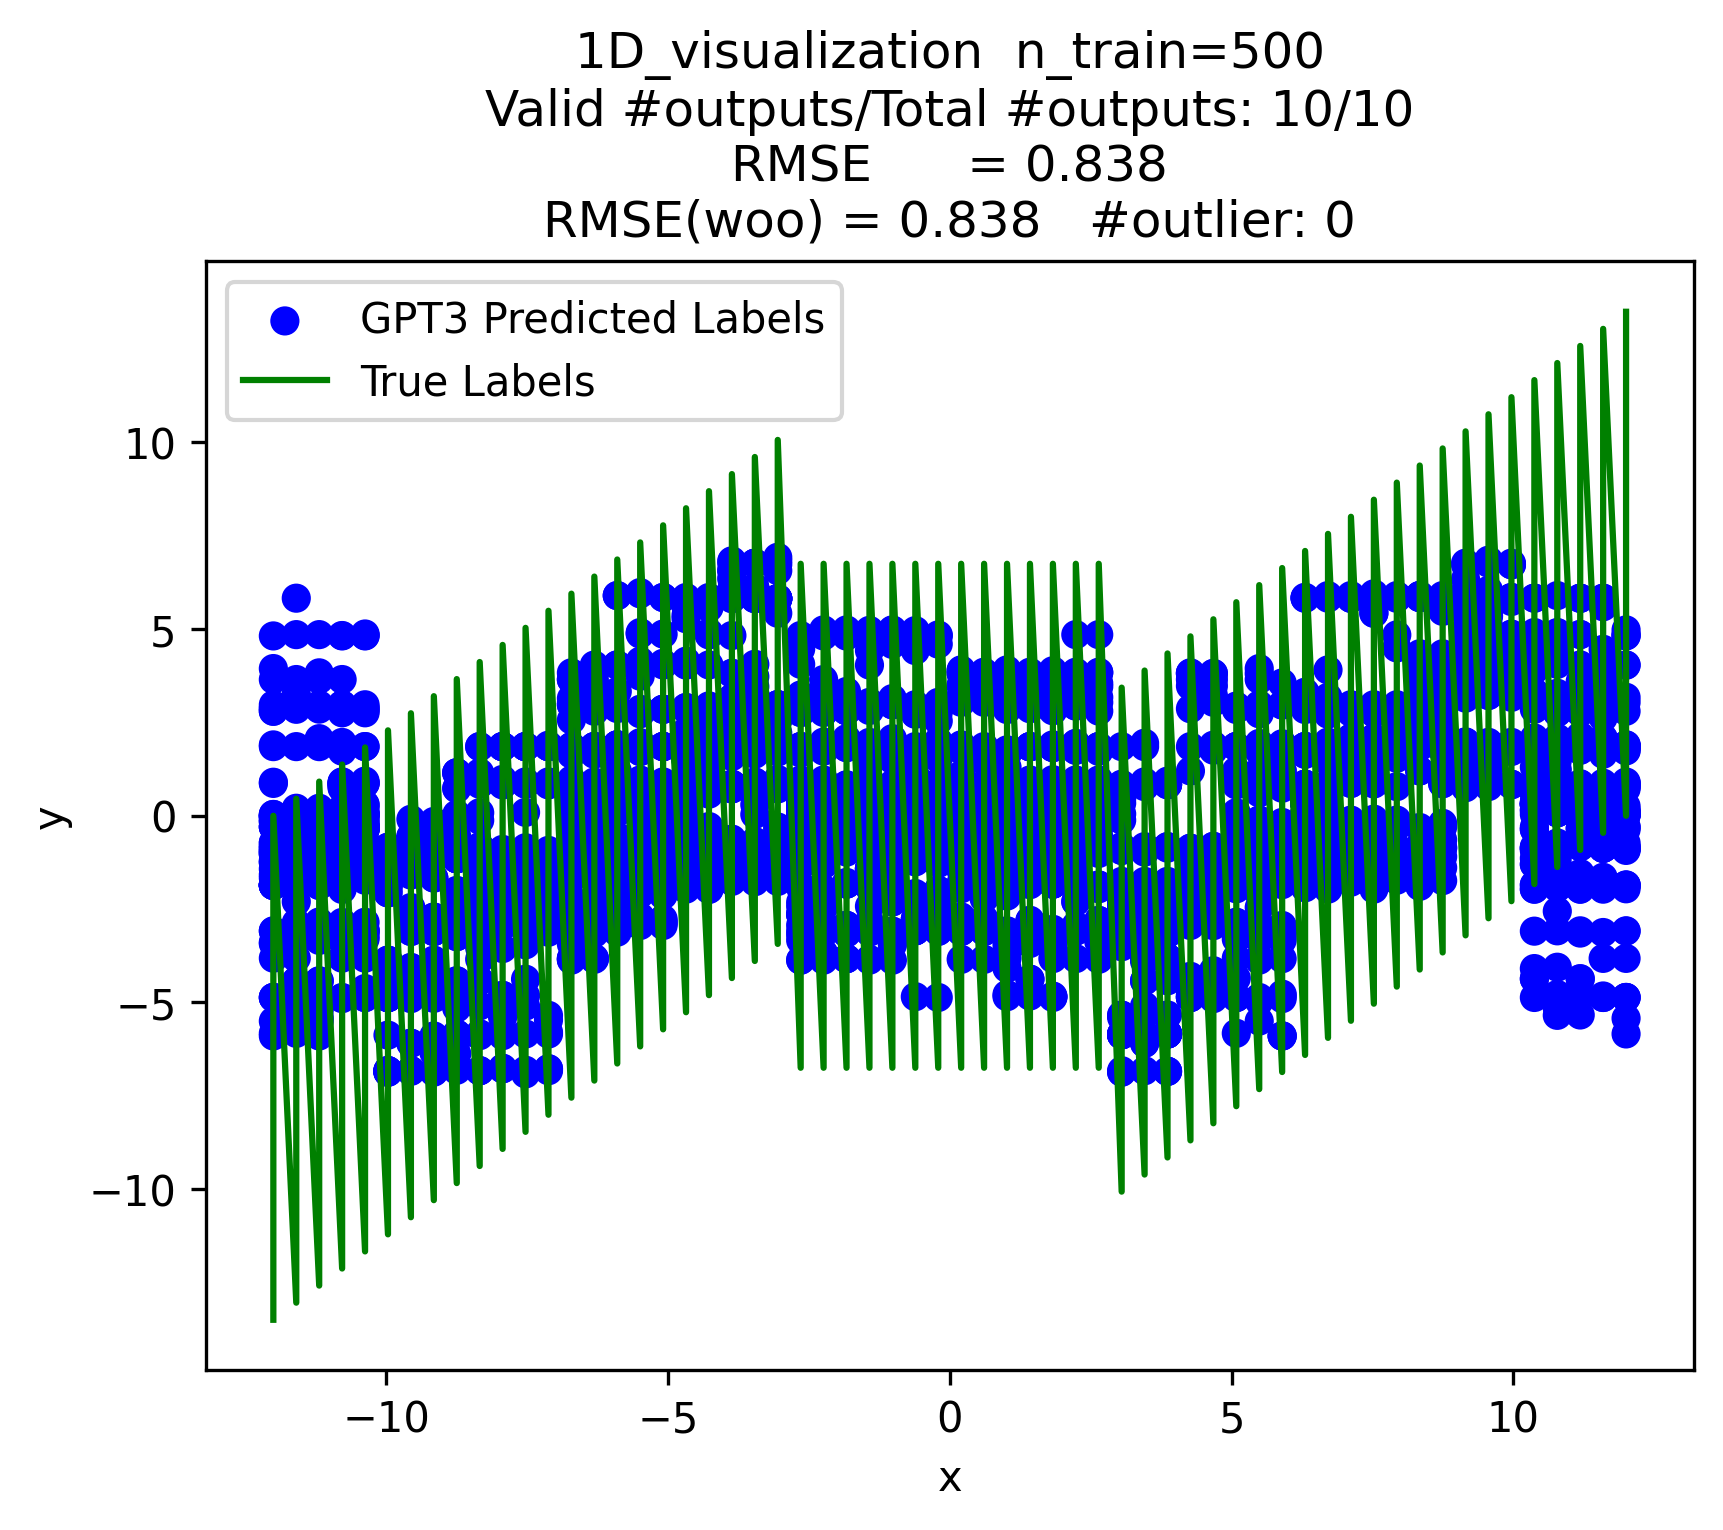 1D_visualization  n_train=500
Valid #outputs/Total #outputs: 10/10
RMSE      = 0.838
RMSE(woo) = 0.838   #outlier: 0
GPT3 Predicted Labels
True Labels
10
5
0
−5
−10
y
−10
−5
0
5
10
x